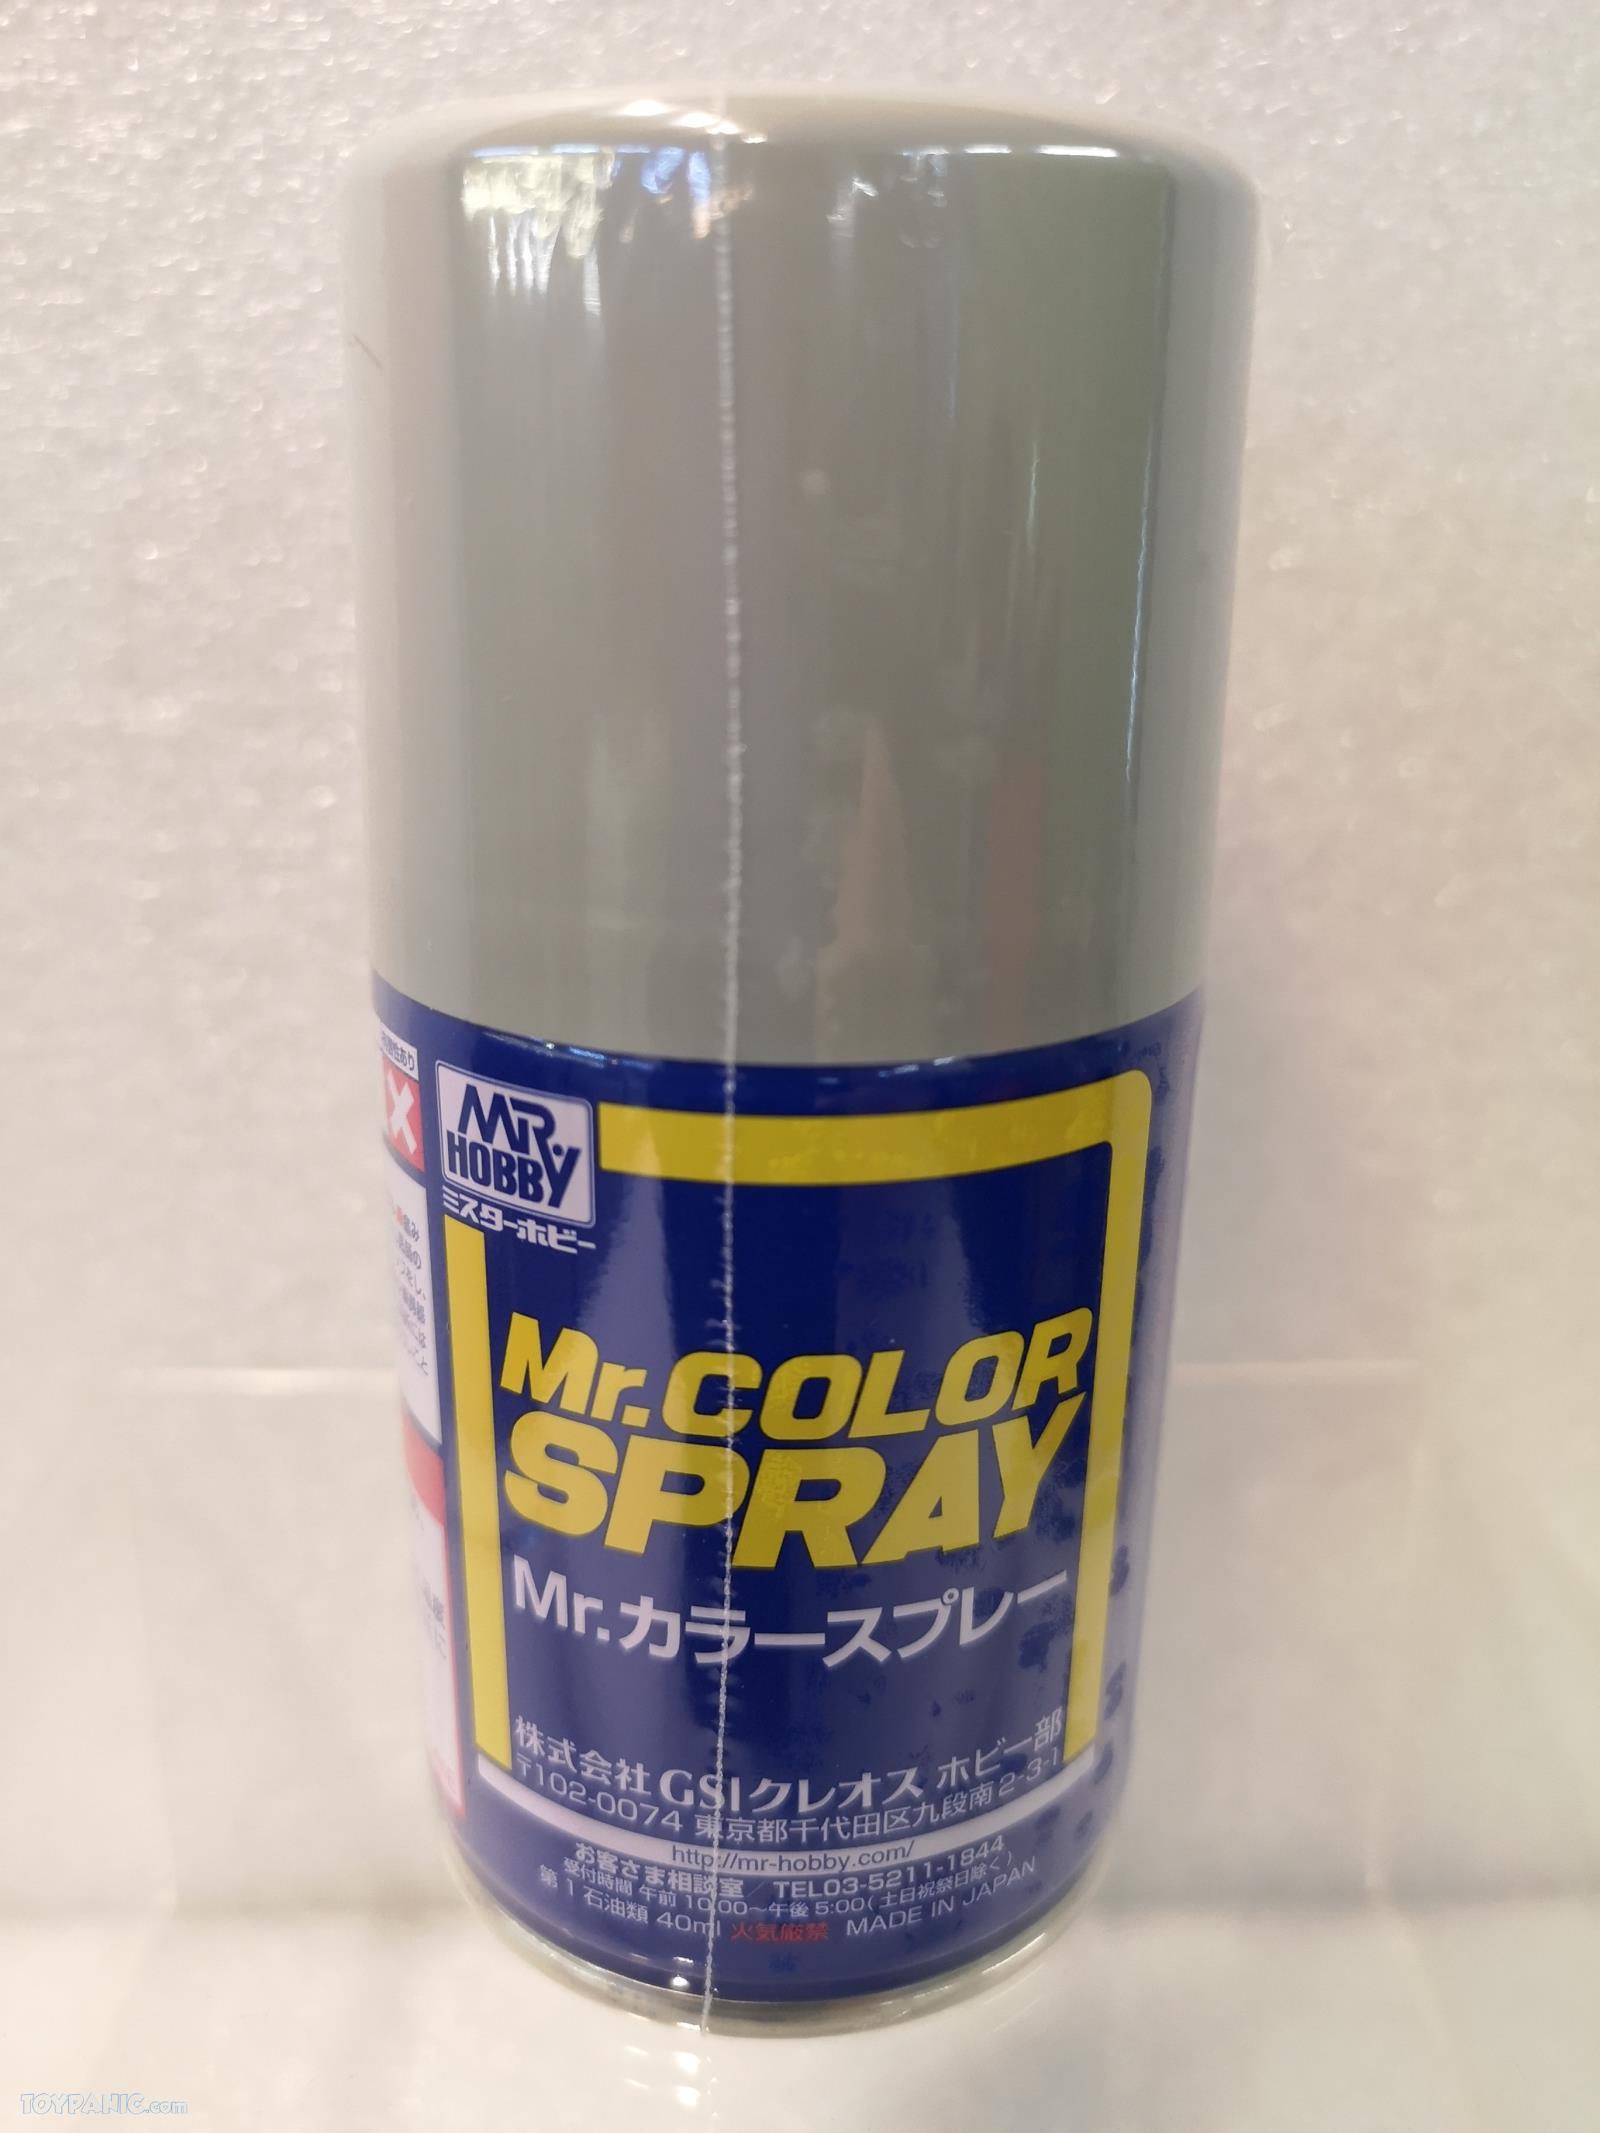 MR.
HOBBY
ミスターホビー
Mr.COLOR
SPRAY
Mr.カラースプレー
株式会社 GSIクレオス ホビー部
〒102-0074 東京都千代田区九段南2-3-1
http://mr-hobby.com/
お客さま相談室/TEL03-5211-1844
受付時間 午前 10:00〜午後 5:00(土日祝祭日除く)
第1石油類 40ml 火気厳禁 MADE IN JAPAN
TOYPANIC.com